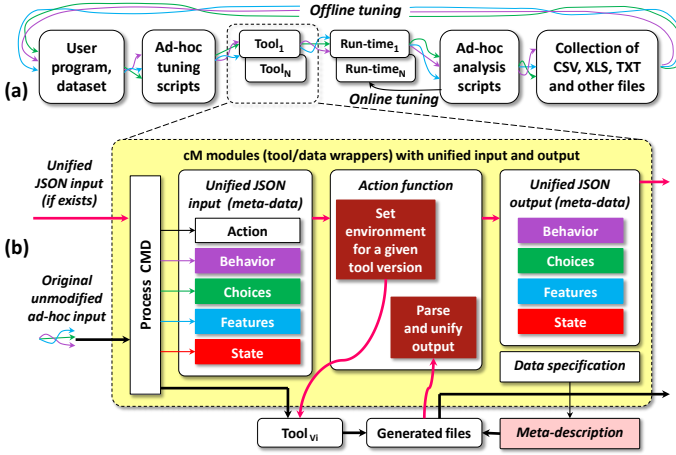 Offline tuning
User
program,
dataset
Ad-hoc
tuning
scripts
Tool1
ToolN
Run-time1
Run-timeN
Ad-hoc
analysis
scripts
Collection of
CSV, XLS, TXT
and other files
(a)
Online tuning
cM modules (tool/data wrappers) with unified input and output
Unified
JSON input
(if exists)
(b)
Original
unmodified
ad-hoc input
Process CMD
Unified JSON
input (meta-data)
Action
Behavior
Choices
Features
State
Action function
Set
environment
for a given
tool version
Parse
and unify
output
Unified JSON
output (meta-data)
Behavior
Choices
Features
State
Data specification
Tool Vi
Generated files
Meta-description